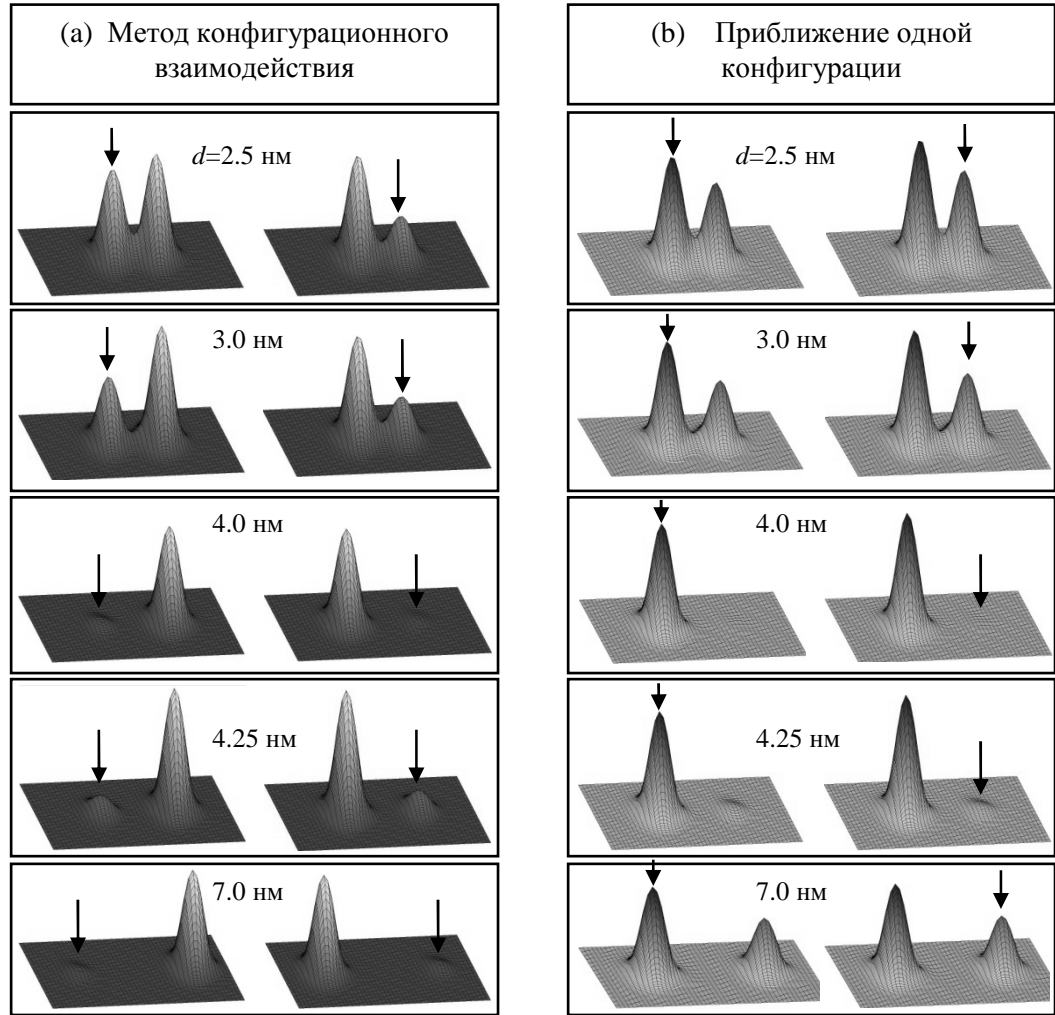 (a) Метод конфигурационного
взаимодействия
(b) Приближение одной
конфигурации
d=2.5 нм
d=2.5 нм
3.0 нм
3.0 нм
4.0 нм
4.0 нм
4.25 нм
4.25 нм
7.0 нм
7.0 нм